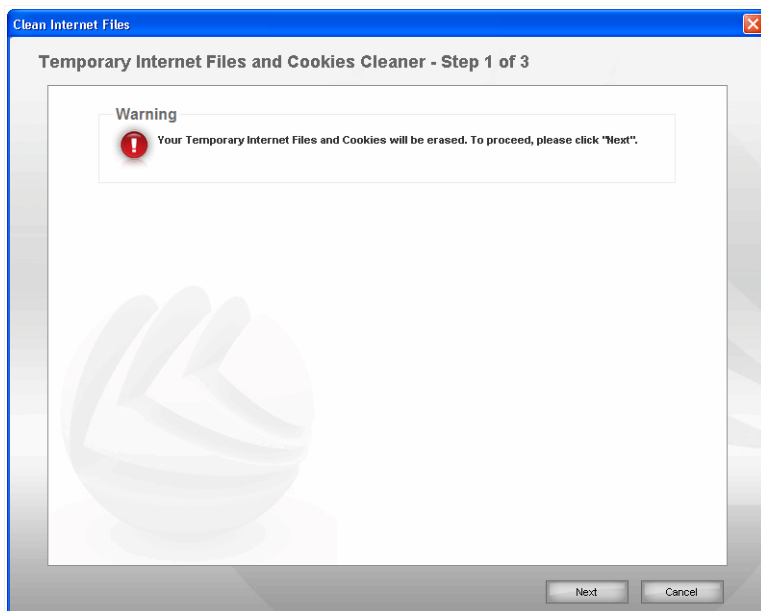 Clean Internet Files
Temporary Internet Files and Cookies Cleaner - Step 1 of 3
Warning
Your Temporary Internet Files and Cookies will be erased. To proceed, please click "Next".
Next
Cancel